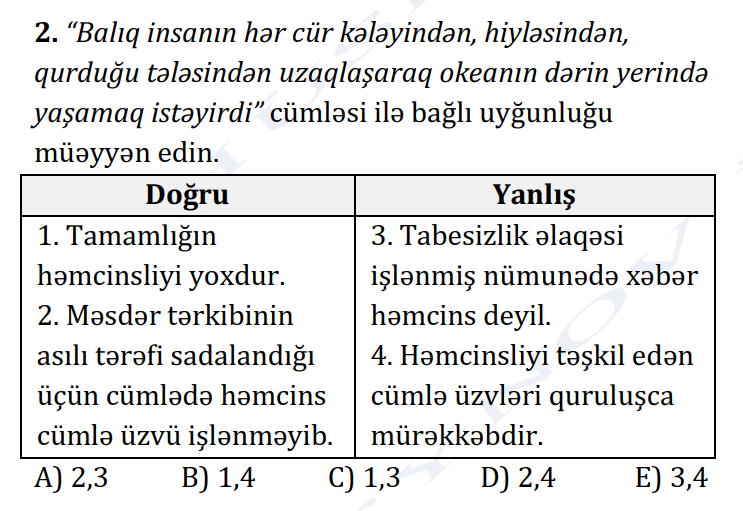 2. “Balıq insanın hər cür kələyindən, hiyləsindən,
qurduğu tələsindən uzaqlaşaraq okeanın dərin yerində
yaşamaq istəyirdi” cümləsi ilə bağlı uyğunluğu
müəyyən edin.
Doğru
Yanlış
1. Tamamlığın
həmcinsliyi yoxdur.
2. Məsdər tərkibinin
asılı tərəfi sadalandığı
üçün cümlədə həmcins
cümlə üzvü işlənməyib.
3. Tabesizlik əlaqəsi
işlənmiş nümunədə xəbər
həmcins deyil.
4. Həmcinsliyi təşkil edən
cümlə üzvləri quruluşca
mürəkkəbdir.
A) 2,3 B) 1,4 C) 1,3 D) 2,4 E) 3,4